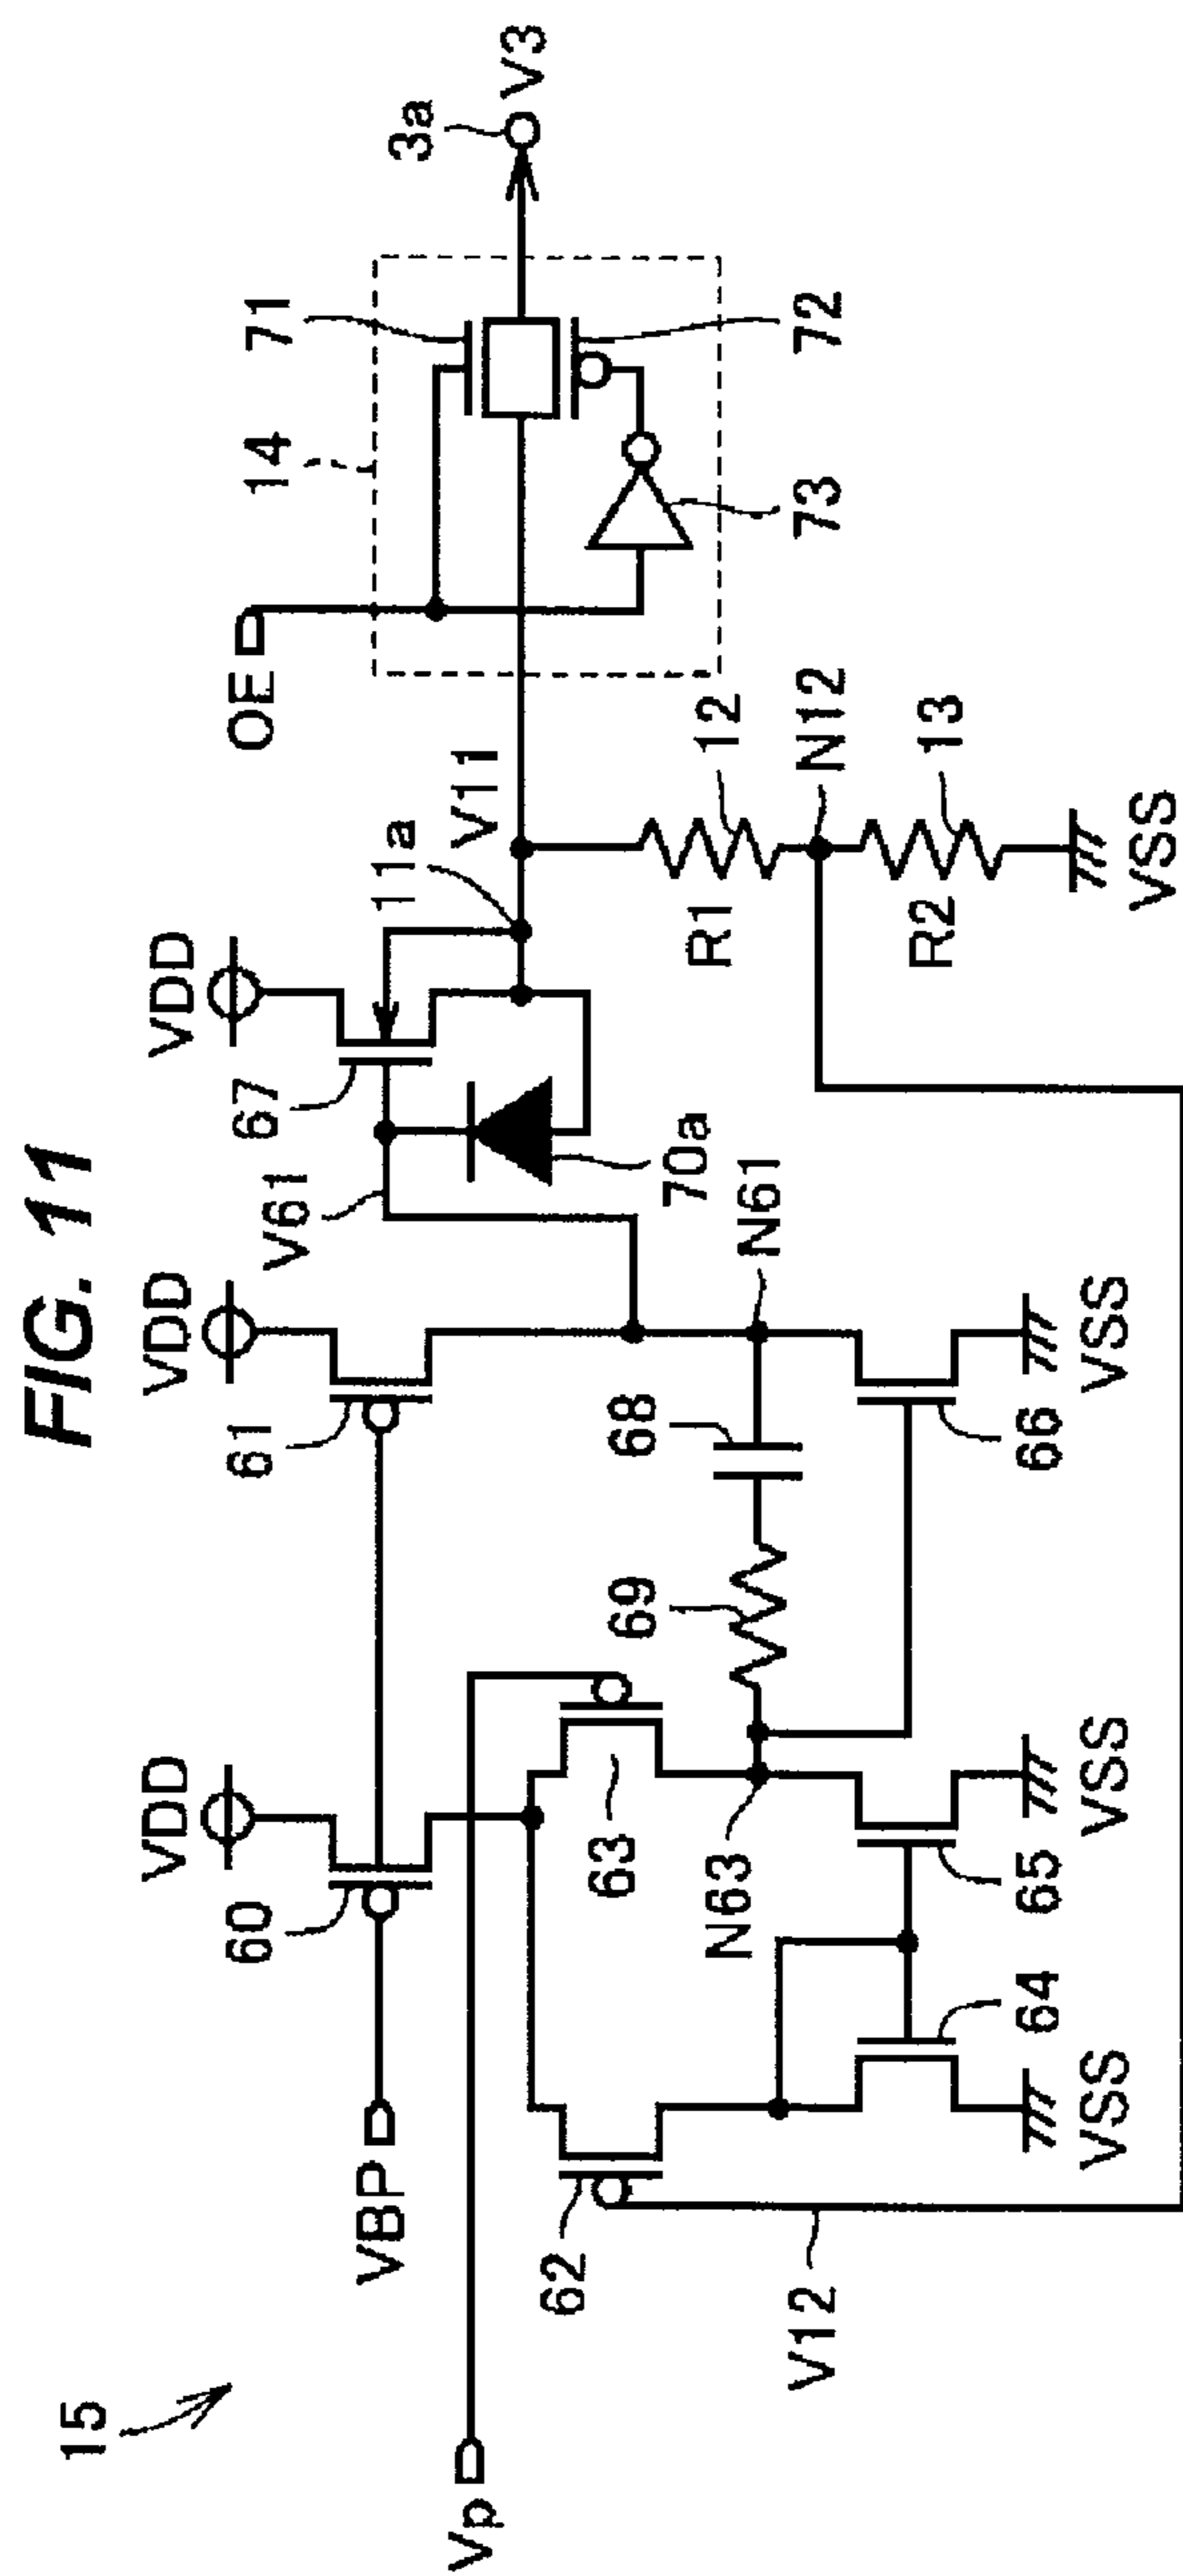 FIG. 11
15
VDD
VDD
VDD
OE
14
71
3a
V3
60
61
67
V61
11a
V11
72
73
VBP
Vp
62
63
69
68
70a
N61
R1
12
N12
R2
13
VSS
N63
64
65
66
VSS
VSS
VSS
V12